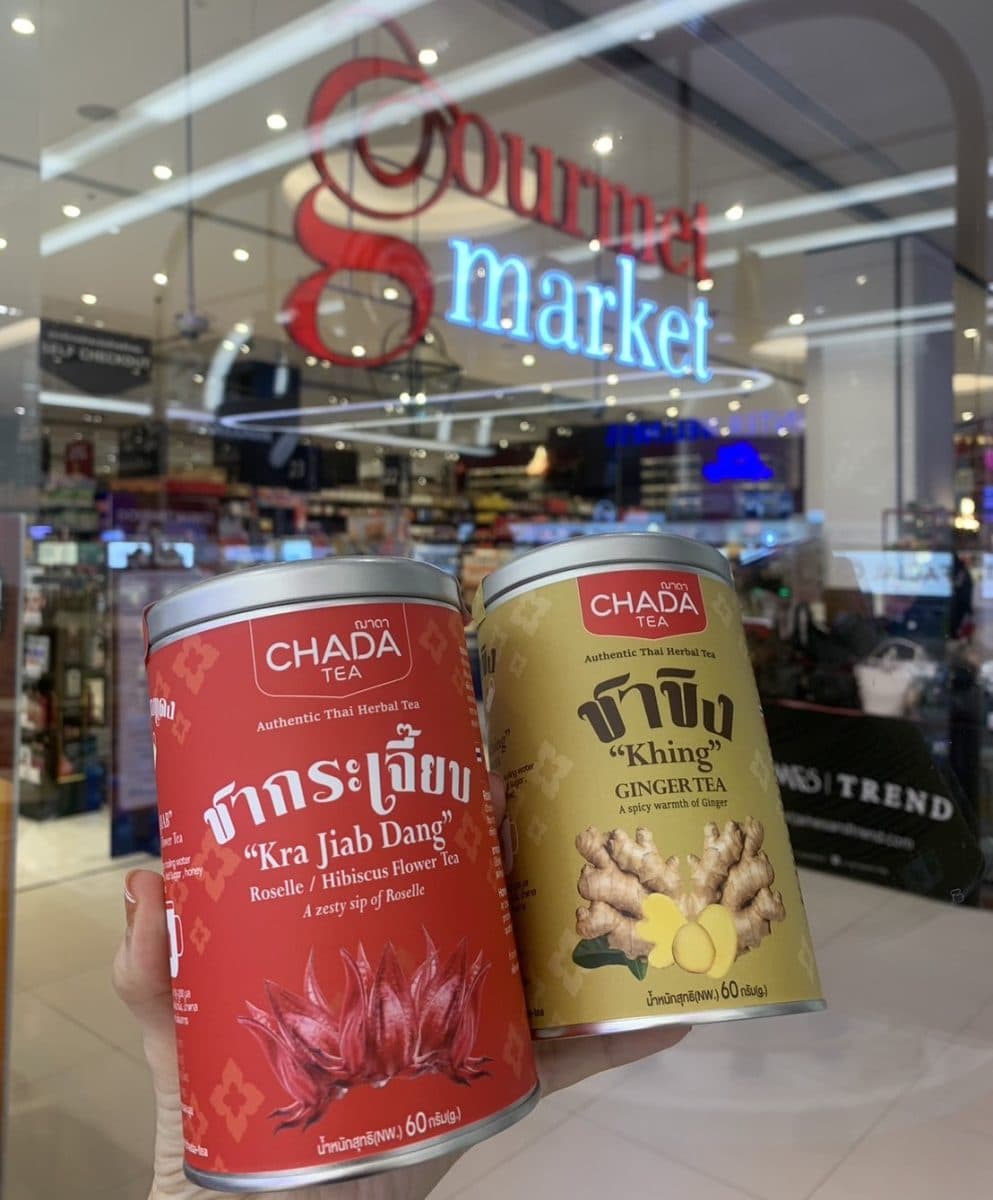 Gourmet
market
SELF CHECKOUT
ฌาดา
CHADA
TEA
Authentic Thai Herbal Tea
ชากระเจี๊ยบ
"Kra Jiab Dang"
Roselle / Hibiscus Flower Tea
A zesty sip of Roselle
น้ำหนักสุทธิ(NW.) 60 กรัม(g.)
ฌาดา
CHADA
TEA
Authentic Thai Herbal Tea
ชาขิง
"Khing"
GINGER TEA
A spicy warmth of Ginger
น้ำหนักสุทธิ(NW.) 60 กรัม(g.)
TREND